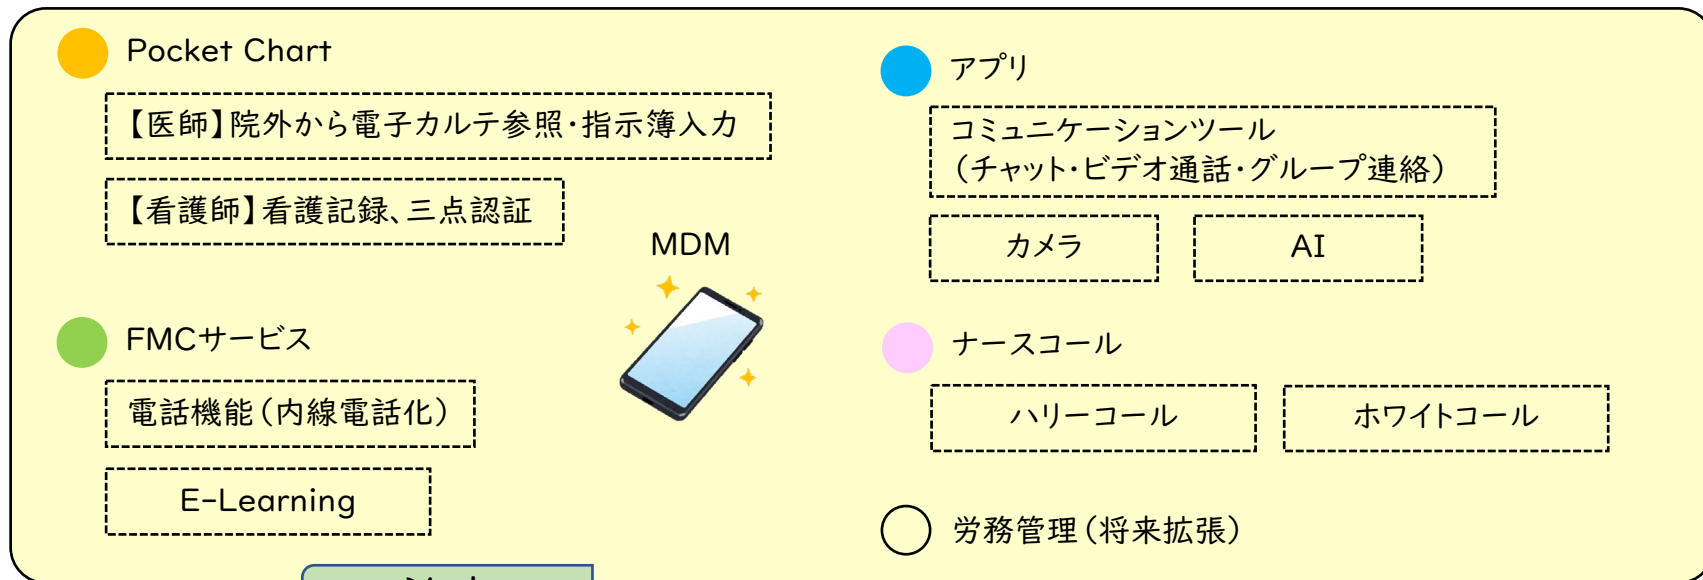 Pocket Chart
【医師】院外から電子カルテ参照・指示簿入力
【看護師】看護記録、三点認証
MDM
FMCサービス
電話機能（内線電話化）
E-Learning
アプリ
コミュニケーションツール
（チャット・ビデオ通話・グループ連絡）
カメラ
AI
ナースコール
ハリーコール
ホワイトコール
労務管理（将来拡張）